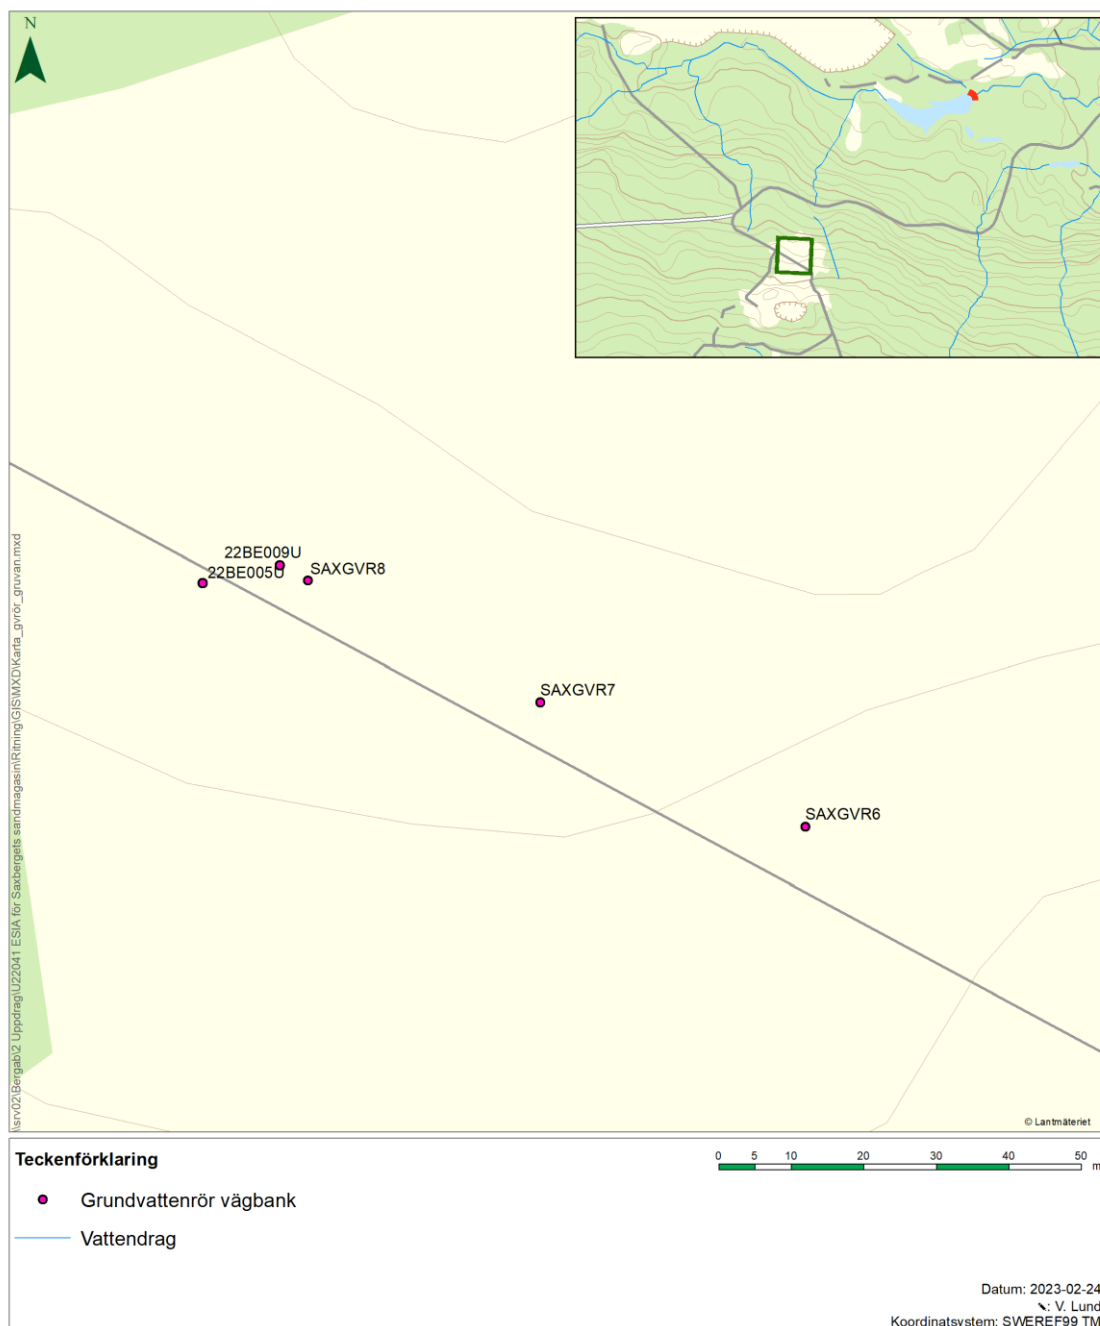 N
22BE009U
22BE005U
SAXGVR8
SAXGVR7
SAXGVR6
\\srv02\Bergab\2 Uppdrag\U22041 ESIA för Saxbergets sandmagasin\Ritning\GIS\MXD\Karta_gvrör_gruvan.mxd
© Lantmäteriet
Teckenförklaring
0 5 10 20 30 40 50
m
Grundvattenrör vägbank
Vattendrag
Datum: 2023-02-24
: V. Lund
Koordinatsystem: SWEREF99 TM